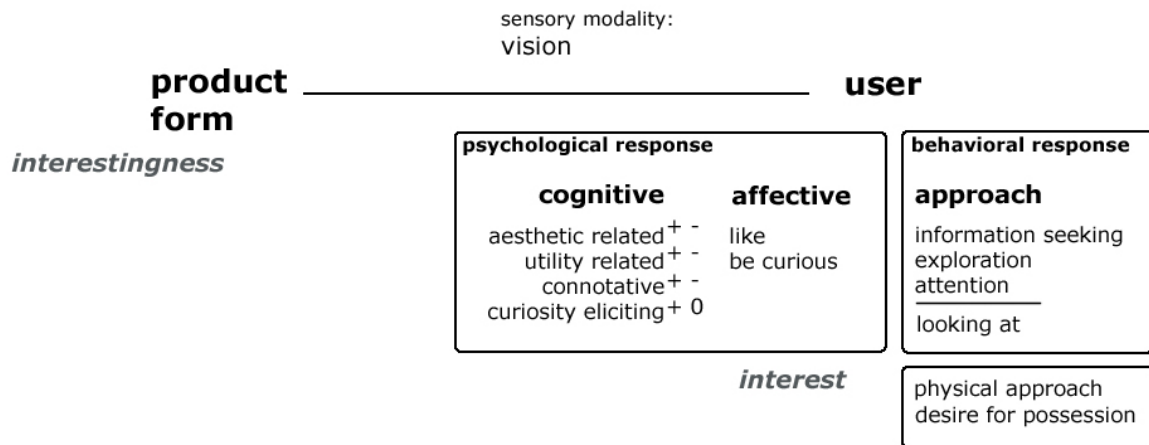 sensory modality:
vision
product
form
user
interestingness
psychological response
cognitive
affective
aesthetic related + -
utility related + -
connotative + -
curiosity eliciting + 0
like
be curious
behavioral response
approach
information seeking
exploration
attention
looking at
interest
physical approach
desire for possession